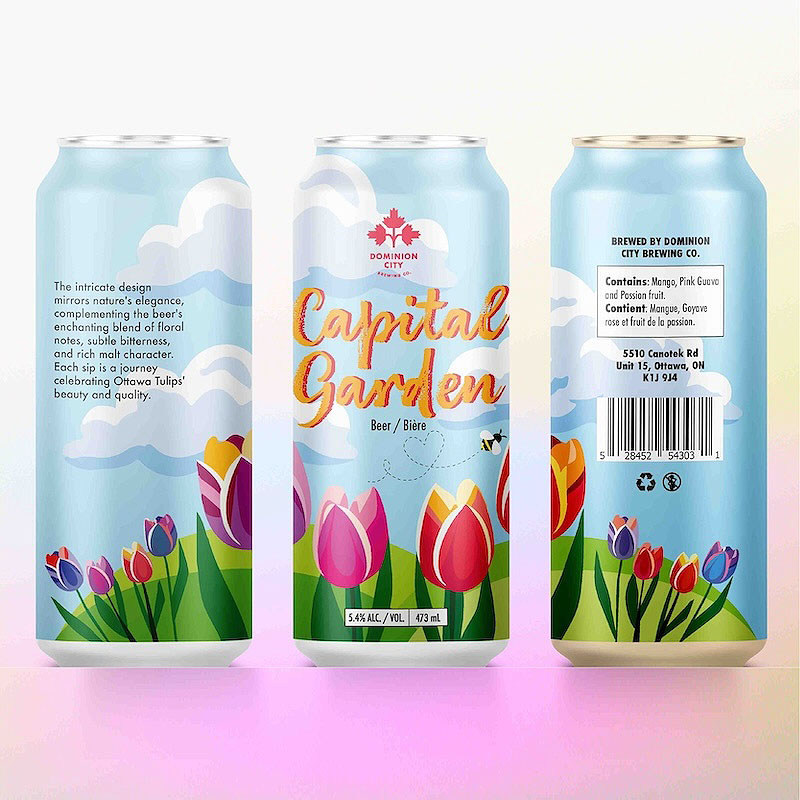 The intricate design
mirrors nature's elegance,
complementing the beer's
enchanting blend of floral
notes, subtle bitterness,
and rich malt character.
Each sip is a journey
celebrating Ottawa Tulips'
beauty and quality.
DOMINION
CITY
BREWING CO.
Capital
Garden
Beer / Bière
5.4% ALC. / VOL. 473 mL
BREWED BY DOMINION
CITY BREWING CO.
Contains: Mango, Pink Guava
and Passion fruit.
Contient: Mangue, Goyave
rose et fruit de la passion.
5510 Canotek Rd
Unit 15, Ottawa, ON
K1J 9J4
5 28452 54303 1